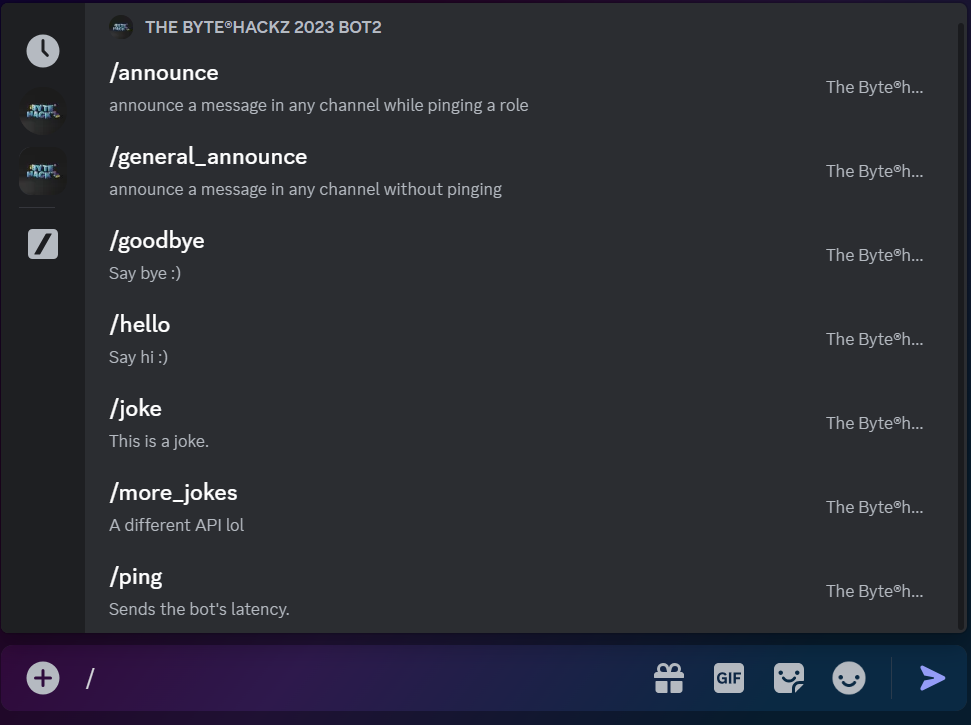 THE BYTE®HACKZ 2023 BOT2
/announce
announce a message in any channel while pinging a role
The Byte®h...
/general_announce
announce a message in any channel without pinging
The Byte®h...
/goodbye
Say bye :)
The Byte®h...
/hello
Say hi :)
The Byte®h...
/joke
This is a joke.
The Byte®h...
/more_jokes
A different API lol
The Byte®h...
/ping
Sends the bot's latency.
The Byte®h...
/
GIF